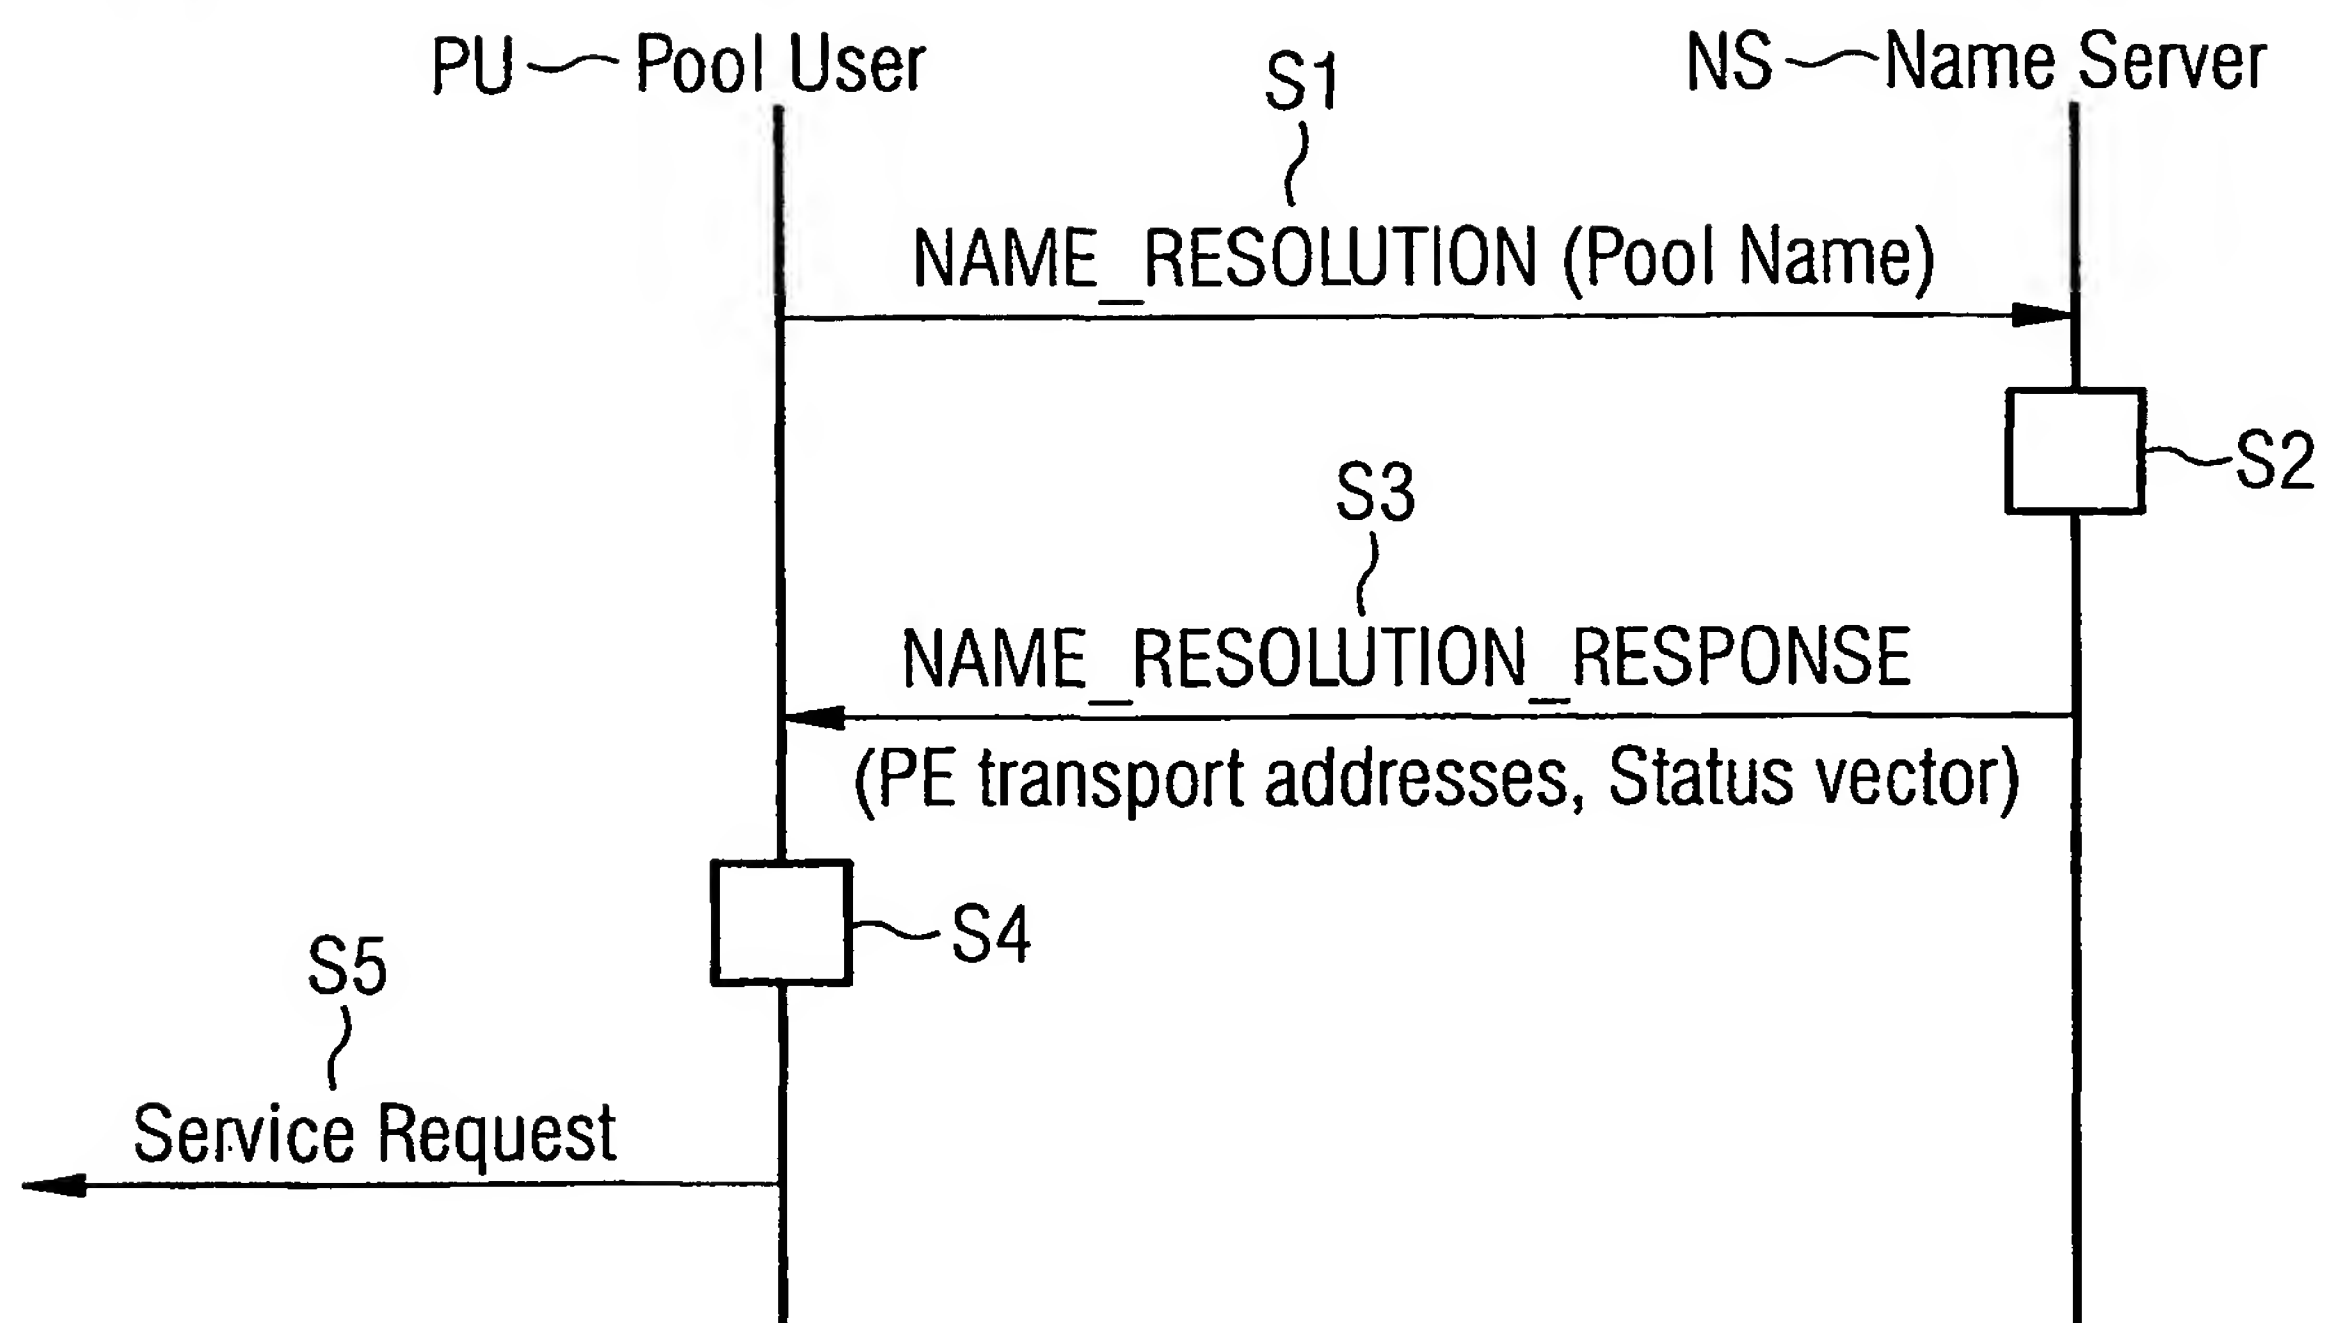 PU Pool User
NS Name Server
S1
NAME_RESOLUTION (Pool Name)
S2
S3
NAME_RESOLUTION_RESPONSE
(PE transport addresses, Status vector)
S4
S5
Service Request